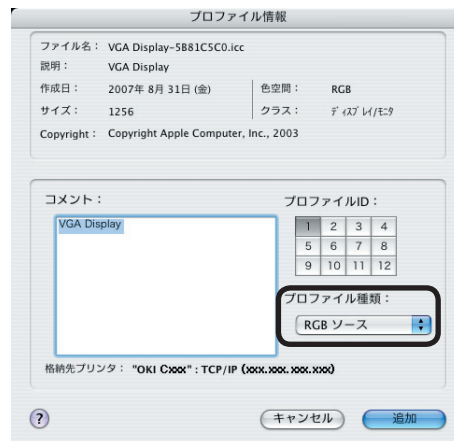 プロファイル情報
ファイル名： VGA Display-5B81C5C0.icc
説明： VGA Display
作成日： 2007年 8月 31日 (金) 色空間： RGB
サイズ： 1256 クラス： ﾃﾞｨｽﾌﾟﾚｲ/ﾓﾆﾀ
Copyright： Copyright Apple Computer, Inc., 2003
コメント：
VGA Display
プロファイルID：
1 2 3 4
5 6 7 8
9 10 11 12
プロファイル種類：
RGB ソース
格納先プリンタ： "OKI Cxxx" : TCP/IP (xxx.xxx.xxx.xxx)
? キャンセル 追加